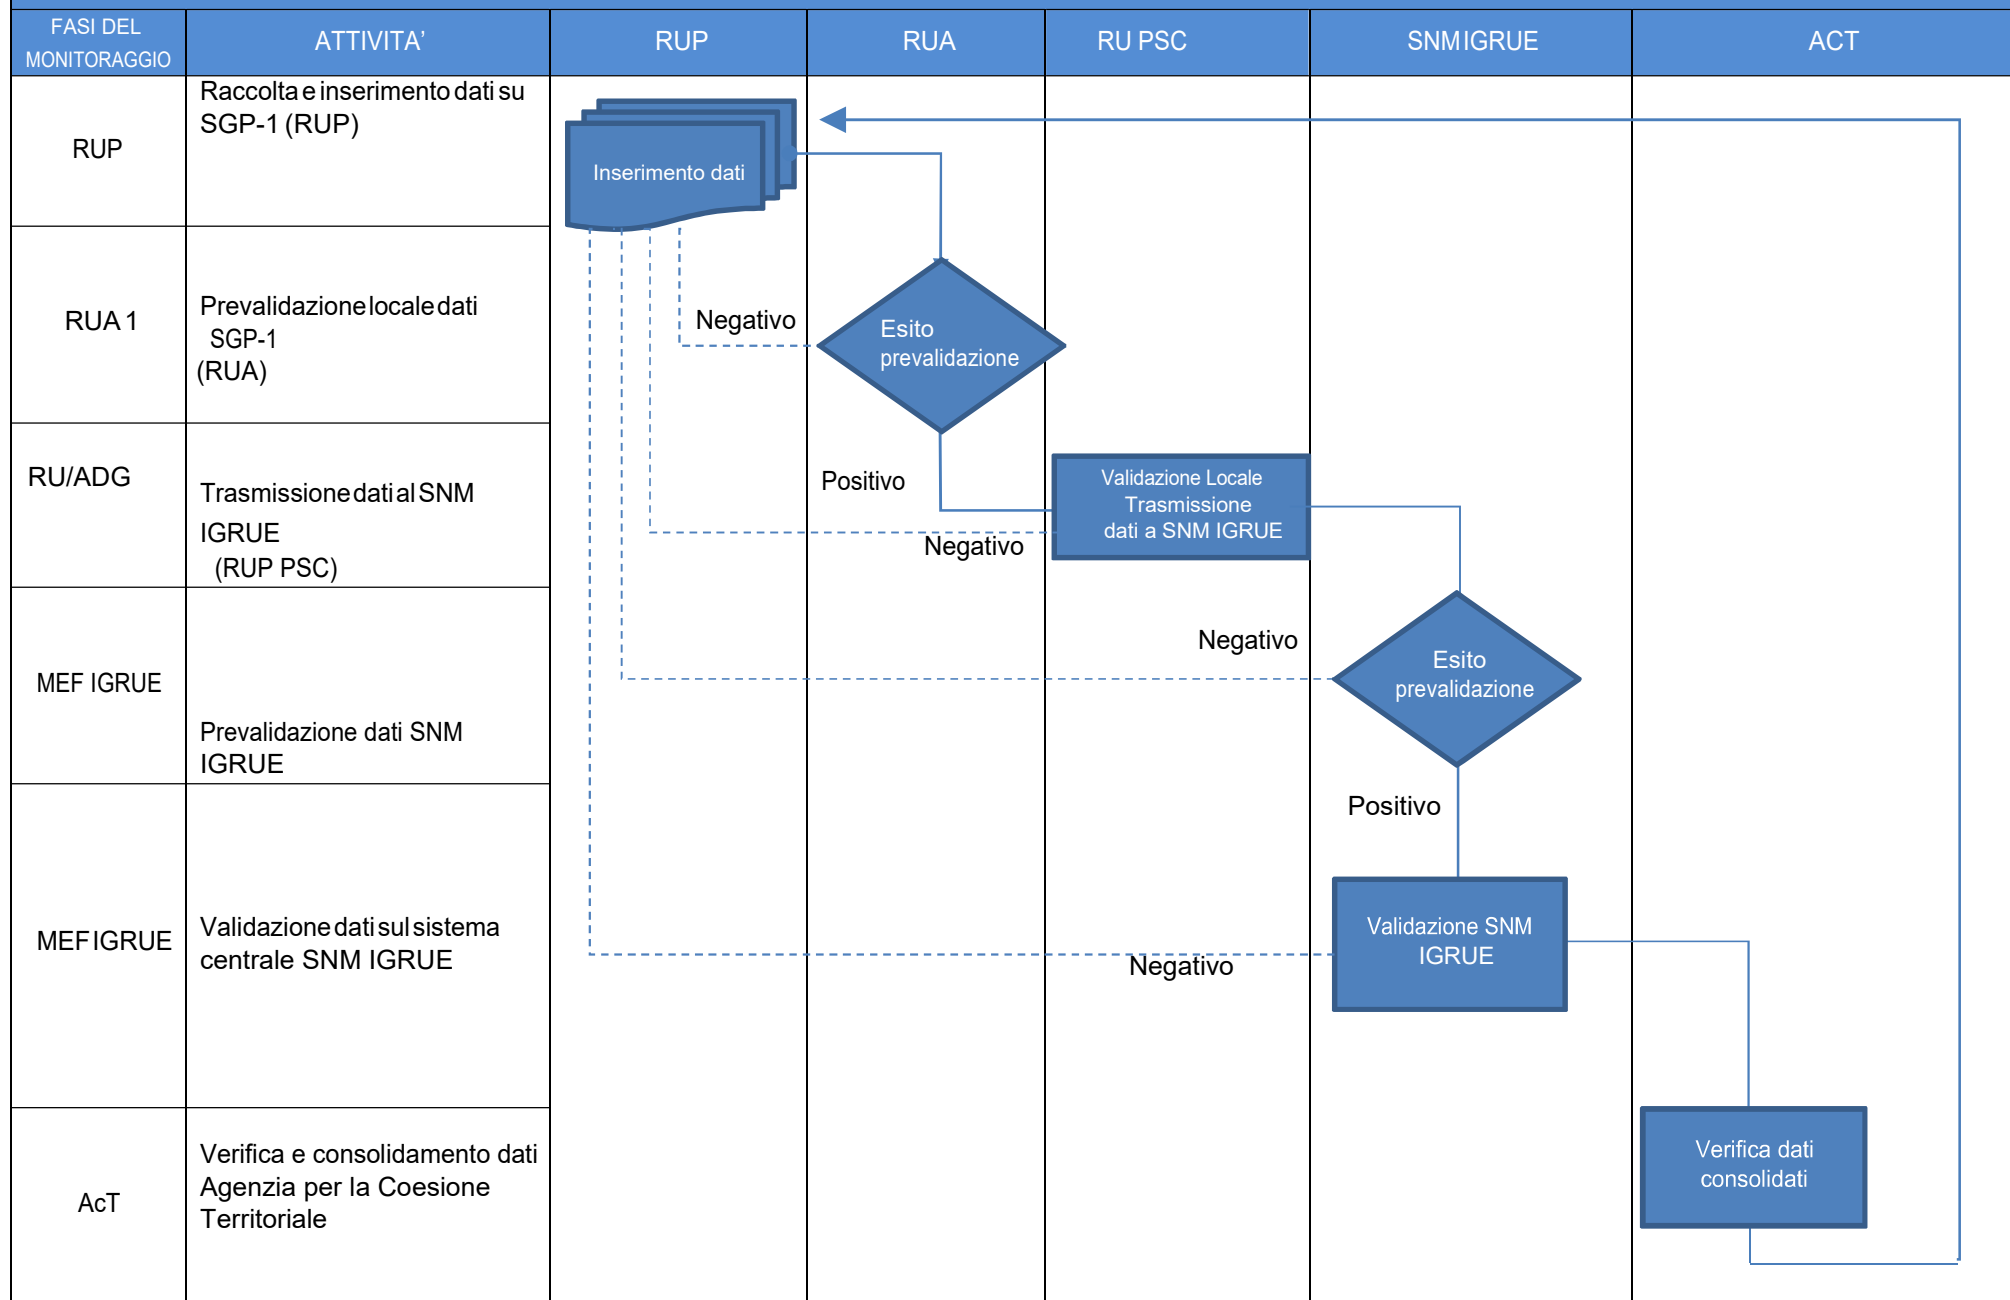 FASI DEL
MONITORAGGIO
ATTIVITA’
RUP
RUA
RU PSC
SNM IGRUE
ACT
RUP
Raccolta e inserimento dati su
SGP-1 (RUP)
Inserimento dati
RUA 1
Prevalidazione locale dati
SGP-1
(RUA)
Negativo
Esito
prevalidazione
RU/ADG
Trasmissione dati al SNM
IGRUE
(RUP PSC)
Positivo
Negativo
Validazione Locale
Trasmissione
dati a SNM IGRUE
MEF IGRUE
Prevalidazione dati SNM
IGRUE
Negativo
Esito
prevalidazione
Positivo
MEF IGRUE
Validazione dati sul sistema
centrale SNM IGRUE
Negativo
Validazione SNM
IGRUE
AcT
Verifica e consolidamento dati
Agenzia per la Coesione
Territoriale
Verifica dati
consolidati